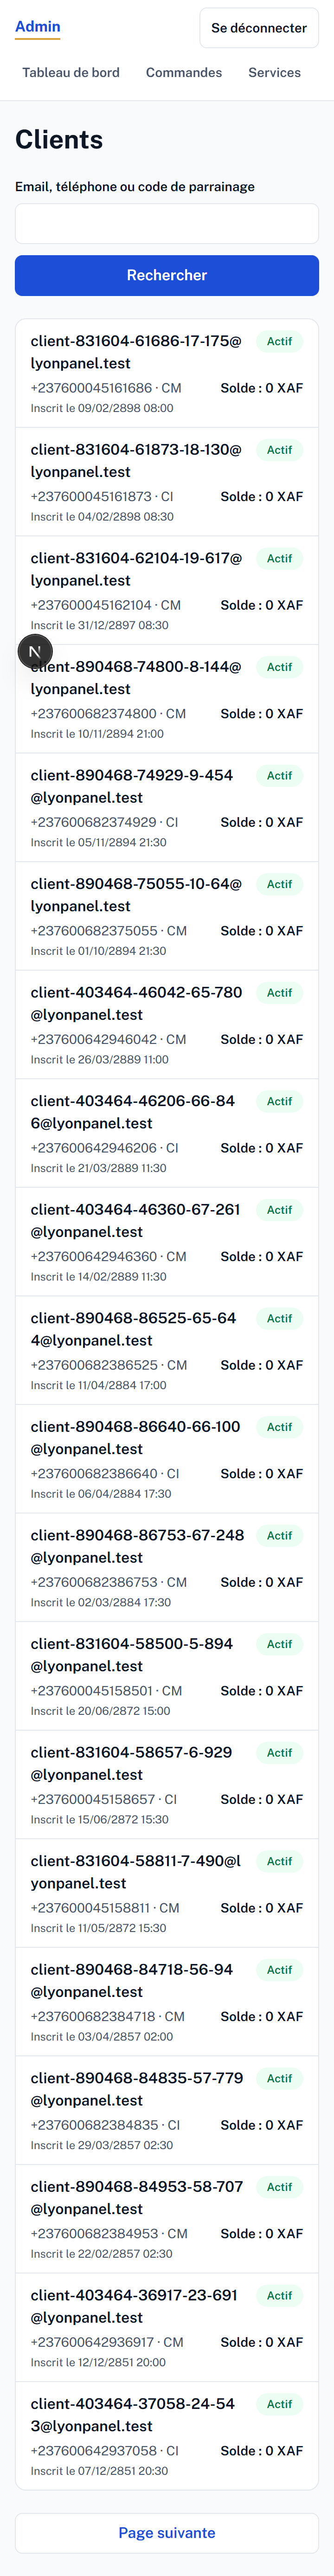 Admin
Se déconnecter
Tableau de bord
Commandes
Services
Clients
Email, téléphone ou code de parrainage
Rechercher
client-831604-61686-17-175@
lyonpanel.test
Actif
+237600045161686 · CM
Solde : 0 XAF
Inscrit le 09/02/2898 08:00
client-831604-61873-18-130@
lyonpanel.test
Actif
+237600045161873 · CI
Solde : 0 XAF
Inscrit le 04/02/2898 08:30
client-831604-62104-19-617@
lyonpanel.test
Actif
+237600045162104 · CM
Solde : 0 XAF
Inscrit le 31/12/2897 08:30
N
client-890468-74800-8-144@
lyonpanel.test
Actif
+237600682374800 · CM
Solde : 0 XAF
Inscrit le 10/11/2894 21:00
client-890468-74929-9-454
@lyonpanel.test
Actif
+237600682374929 · CI
Solde : 0 XAF
Inscrit le 05/11/2894 21:30
client-890468-75055-10-64@
lyonpanel.test
Actif
+237600682375055 · CM
Solde : 0 XAF
Inscrit le 01/10/2894 21:30
client-403464-46042-65-780
@lyonpanel.test
Actif
+237600642946042 · CM
Solde : 0 XAF
Inscrit le 26/03/2889 11:00
client-403464-46206-66-84
6@lyonpanel.test
Actif
+237600642946206 · CI
Solde : 0 XAF
Inscrit le 21/03/2889 11:30
client-403464-46360-67-261
@lyonpanel.test
Actif
+237600642946360 · CM
Solde : 0 XAF
Inscrit le 14/02/2889 11:30
client-890468-86525-65-64
4@lyonpanel.test
Actif
+237600682386525 · CM
Solde : 0 XAF
Inscrit le 11/04/2884 17:00
client-890468-86640-66-100
@lyonpanel.test
Actif
+237600682386640 · CI
Solde : 0 XAF
Inscrit le 06/04/2884 17:30
client-890468-86753-67-248
@lyonpanel.test
Actif
+237600682386753 · CM
Solde : 0 XAF
Inscrit le 02/03/2884 17:30
client-831604-58500-5-894
@lyonpanel.test
Actif
+237600045158501 · CM
Solde : 0 XAF
Inscrit le 20/06/2872 15:00
client-831604-58657-6-929
@lyonpanel.test
Actif
+237600045158657 · CI
Solde : 0 XAF
Inscrit le 15/06/2872 15:30
client-831604-58811-7-490@l
yonpanel.test
Actif
+237600045158811 · CM
Solde : 0 XAF
Inscrit le 11/05/2872 15:30
client-890468-84718-56-94
@lyonpanel.test
Actif
+237600682384718 · CM
Solde : 0 XAF
Inscrit le 03/04/2857 02:00
client-890468-84835-57-779
@lyonpanel.test
Actif
+237600682384835 · CI
Solde : 0 XAF
Inscrit le 29/03/2857 02:30
client-890468-84953-58-707
@lyonpanel.test
Actif
+237600682384953 · CM
Solde : 0 XAF
Inscrit le 22/02/2857 02:30
client-403464-36917-23-691
@lyonpanel.test
Actif
+237600642936917 · CM
Solde : 0 XAF
Inscrit le 12/12/2851 20:00
client-403464-37058-24-54
3@lyonpanel.test
Actif
+237600642937058 · CI
Solde : 0 XAF
Inscrit le 07/12/2851 20:30
Page suivante